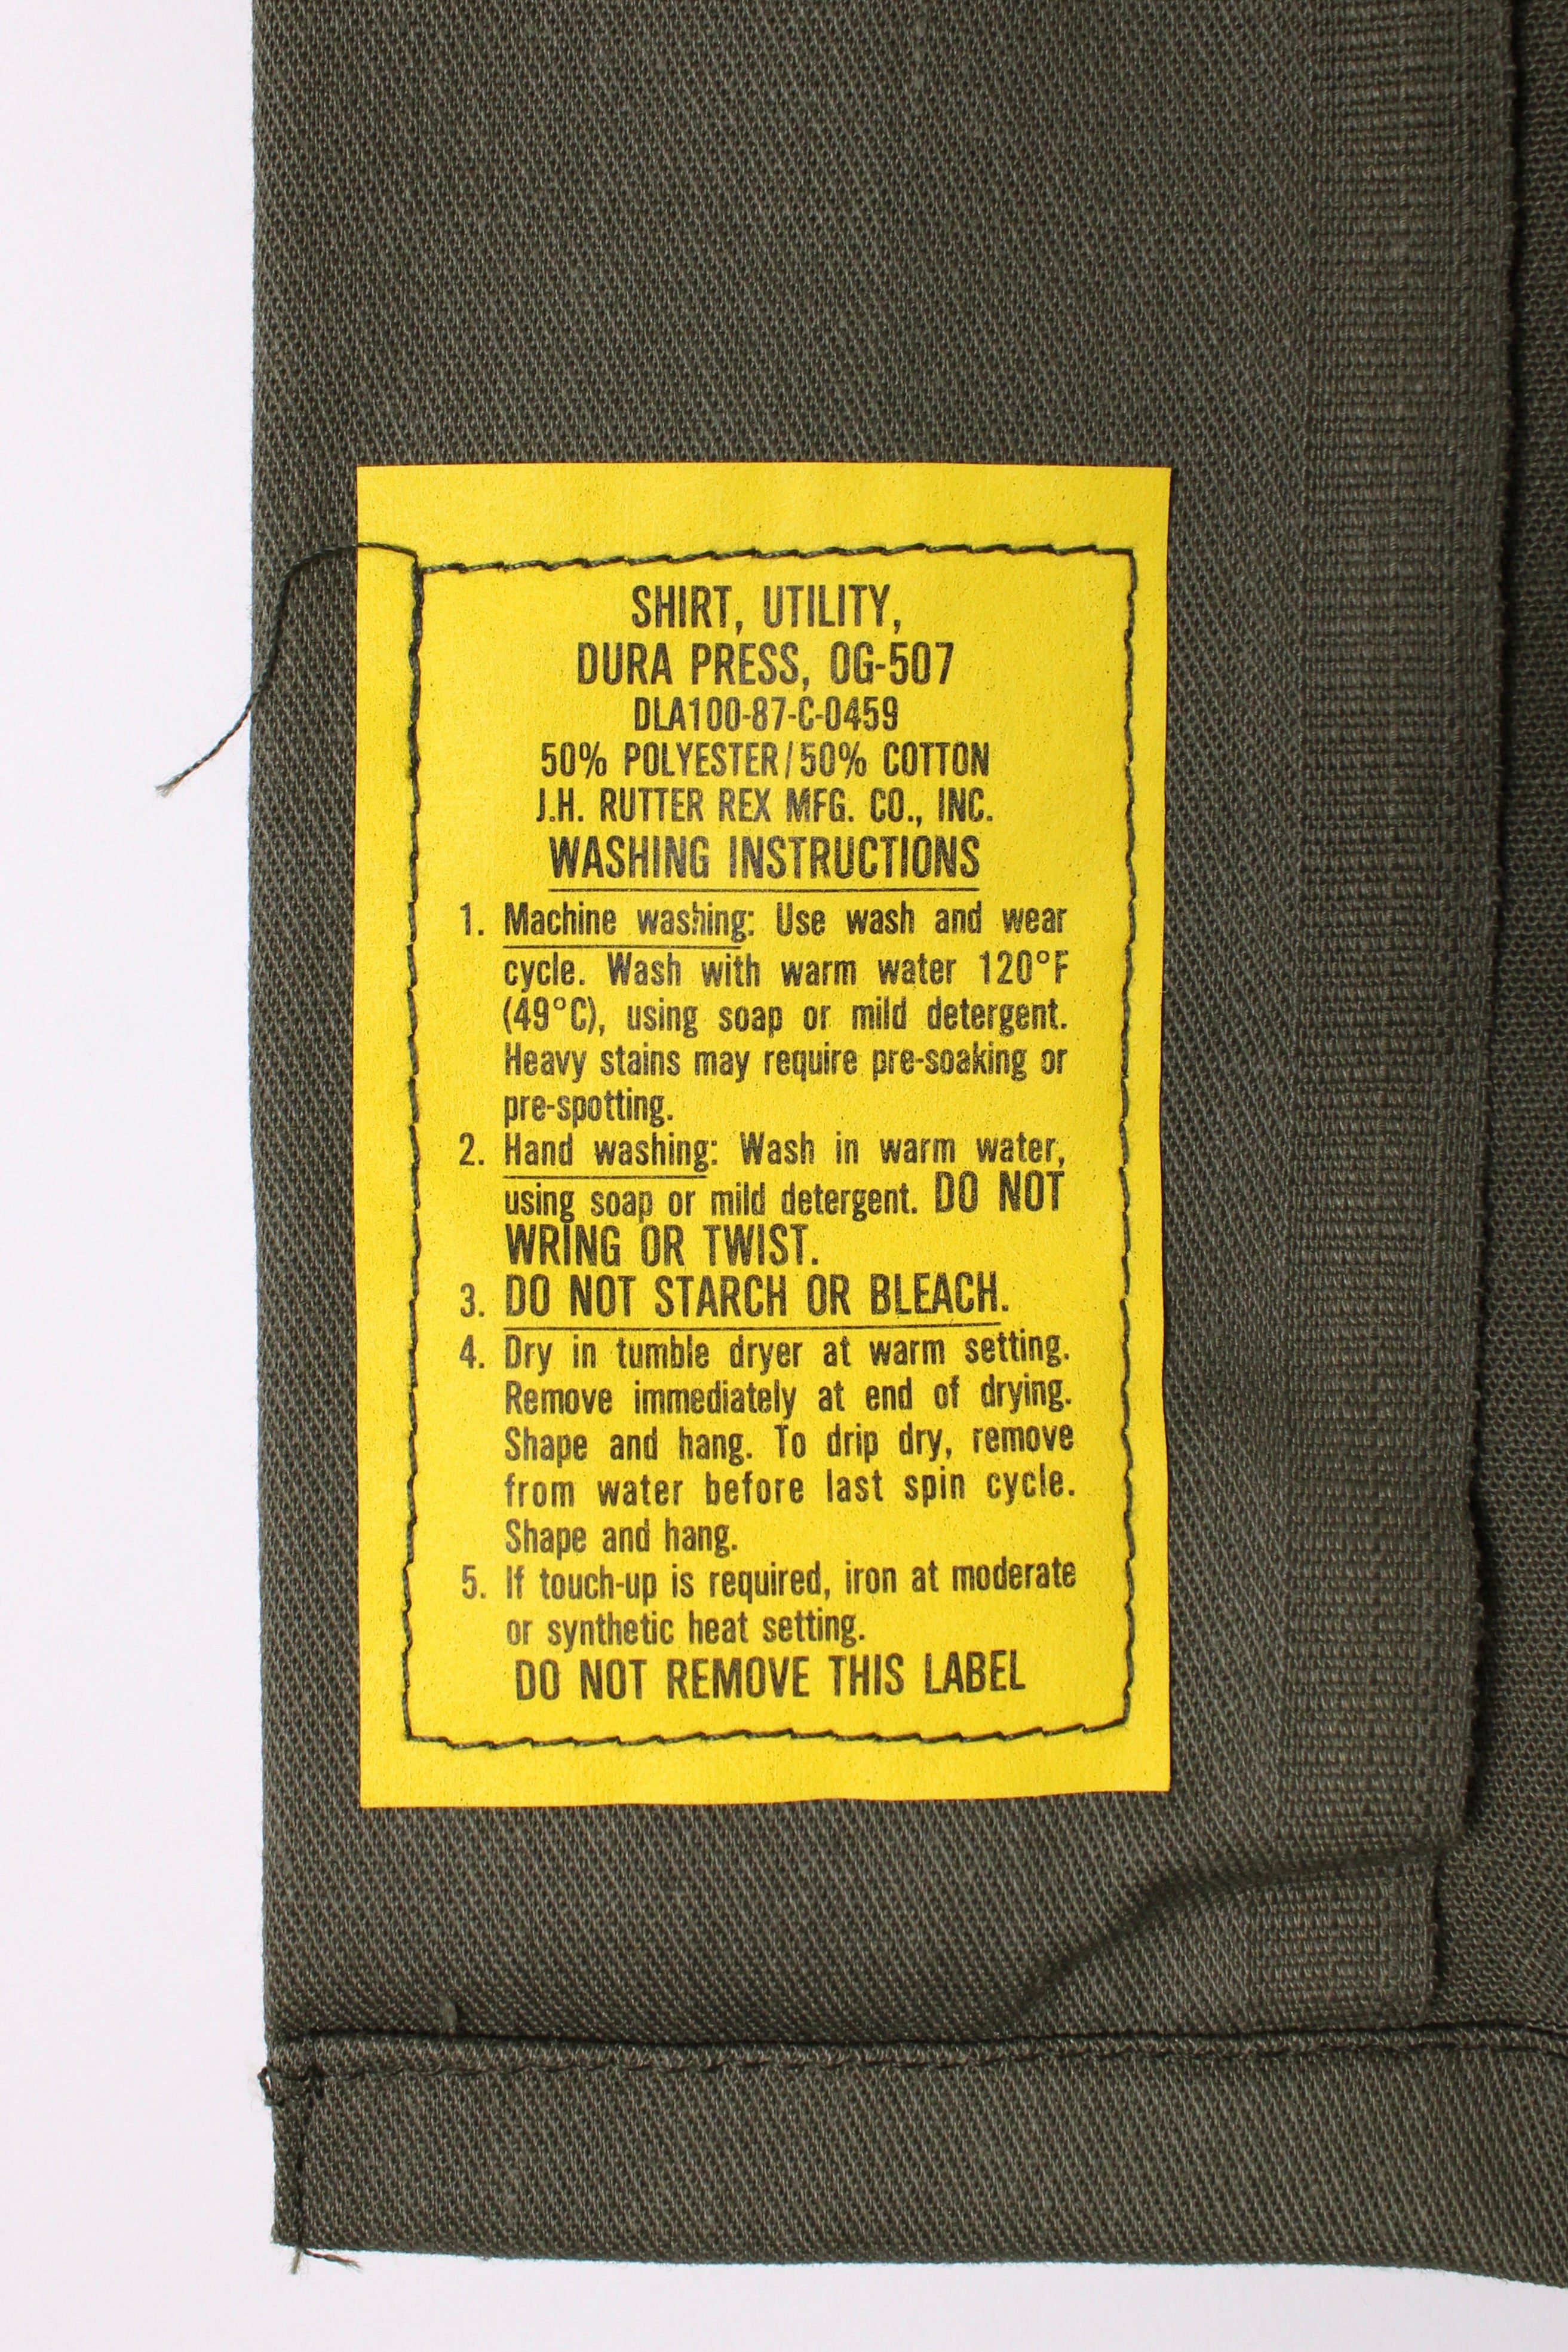 SHIRT, UTILITY,
DURA PRESS, OG-507
DLA100-87-C-0459
50% POLYESTER/50% COTTON
J.H. RUTTER REX MFG. CO., INC.
WASHING INSTRUCTIONS
1. Machine washing: Use wash and wear
cycle. Wash with warm water 120°F
(49°C), using soap or mild detergent.
Heavy stains may require pre-soaking or
pre-spotting.
2. Hand washing: Wash in warm water,
using soap or mild detergent. DO NOT
WRING OR TWIST.
3. DO NOT STARCH OR BLEACH.
4. Dry in tumble dryer at warm setting.
Remove immediately at end of drying.
Shape and hang. To drip dry, remove
from water before last spin cycle.
Shape and hang.
5. If touch-up is required, iron at moderate
or synthetic heat setting.
DO NOT REMOVE THIS LABEL